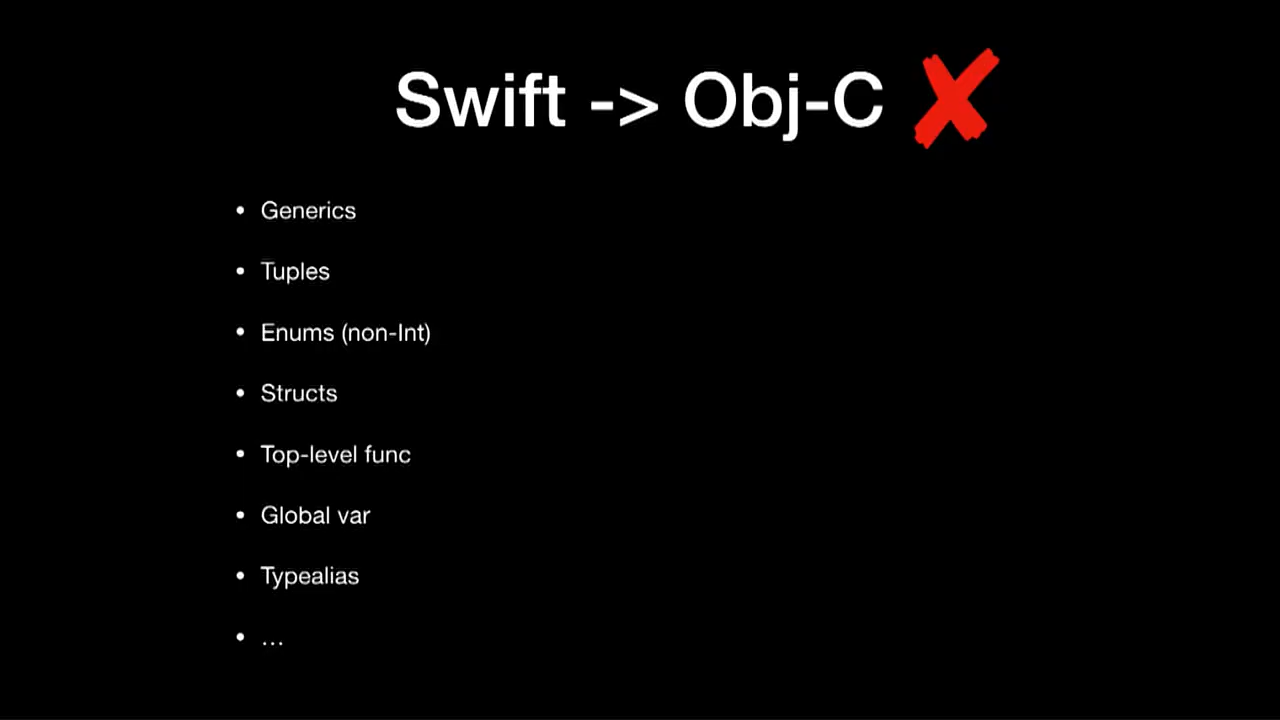 Swift -> Obj-C ✘
• Generics
• Tuples
• Enums (non-Int)
• Structs
• Top-level func
• Global var
• Typealias
• …